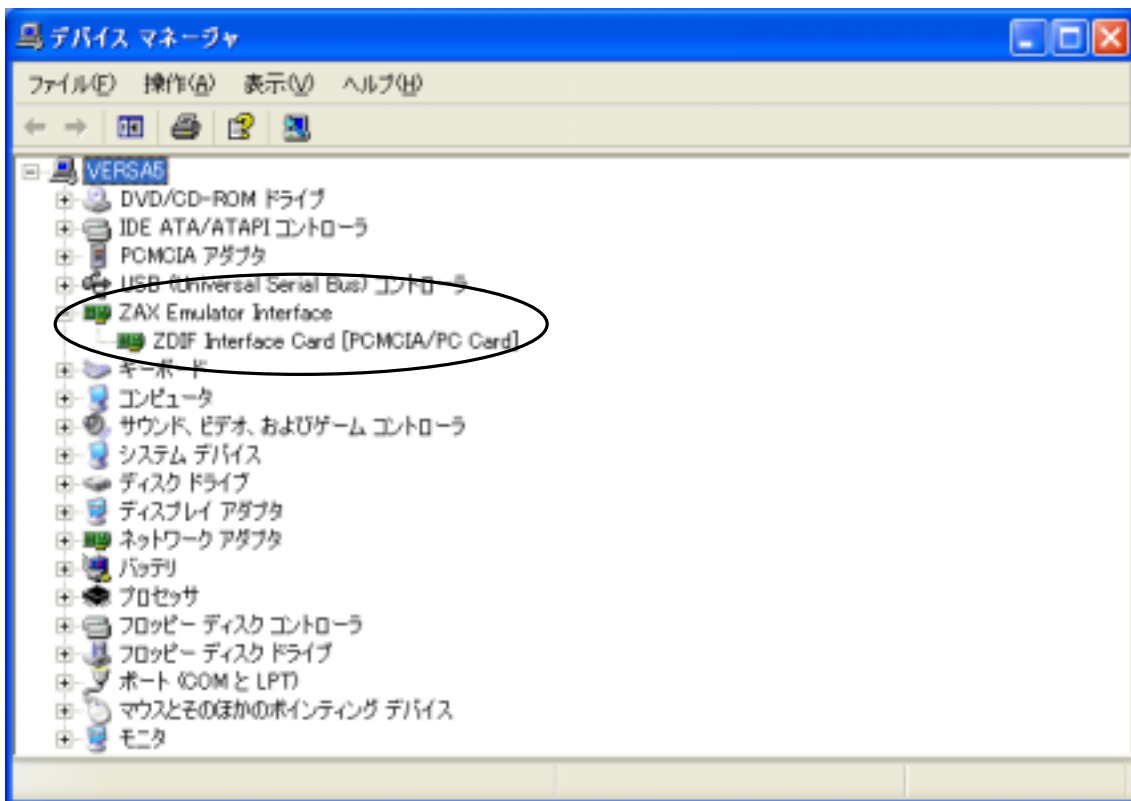 デバイス マネージャ
ファイル(F) 操作(A) 表示(V) ヘルプ(H)
VERSA5
DVD/CD-ROM ドライブ
IDE ATA/ATAPI コントローラ
PCMCIA アダプタ
USB (Universal Serial Bus) コントローラ
ZAX Emulator Interface
ZDIF Interface Card [PCMCIA/PC Card]
キーボード
コンピュータ
サウンド、ビデオ、およびゲーム コントローラ
システム デバイス
ディスク ドライブ
ディスプレイ アダプタ
ネットワーク アダプタ
バッテリ
プロセッサ
フロッピー ディスク コントローラ
フロッピー ディスク ドライブ
ポート (COM と LPT)
マウスとそのほかのポインティング デバイス
モニタ